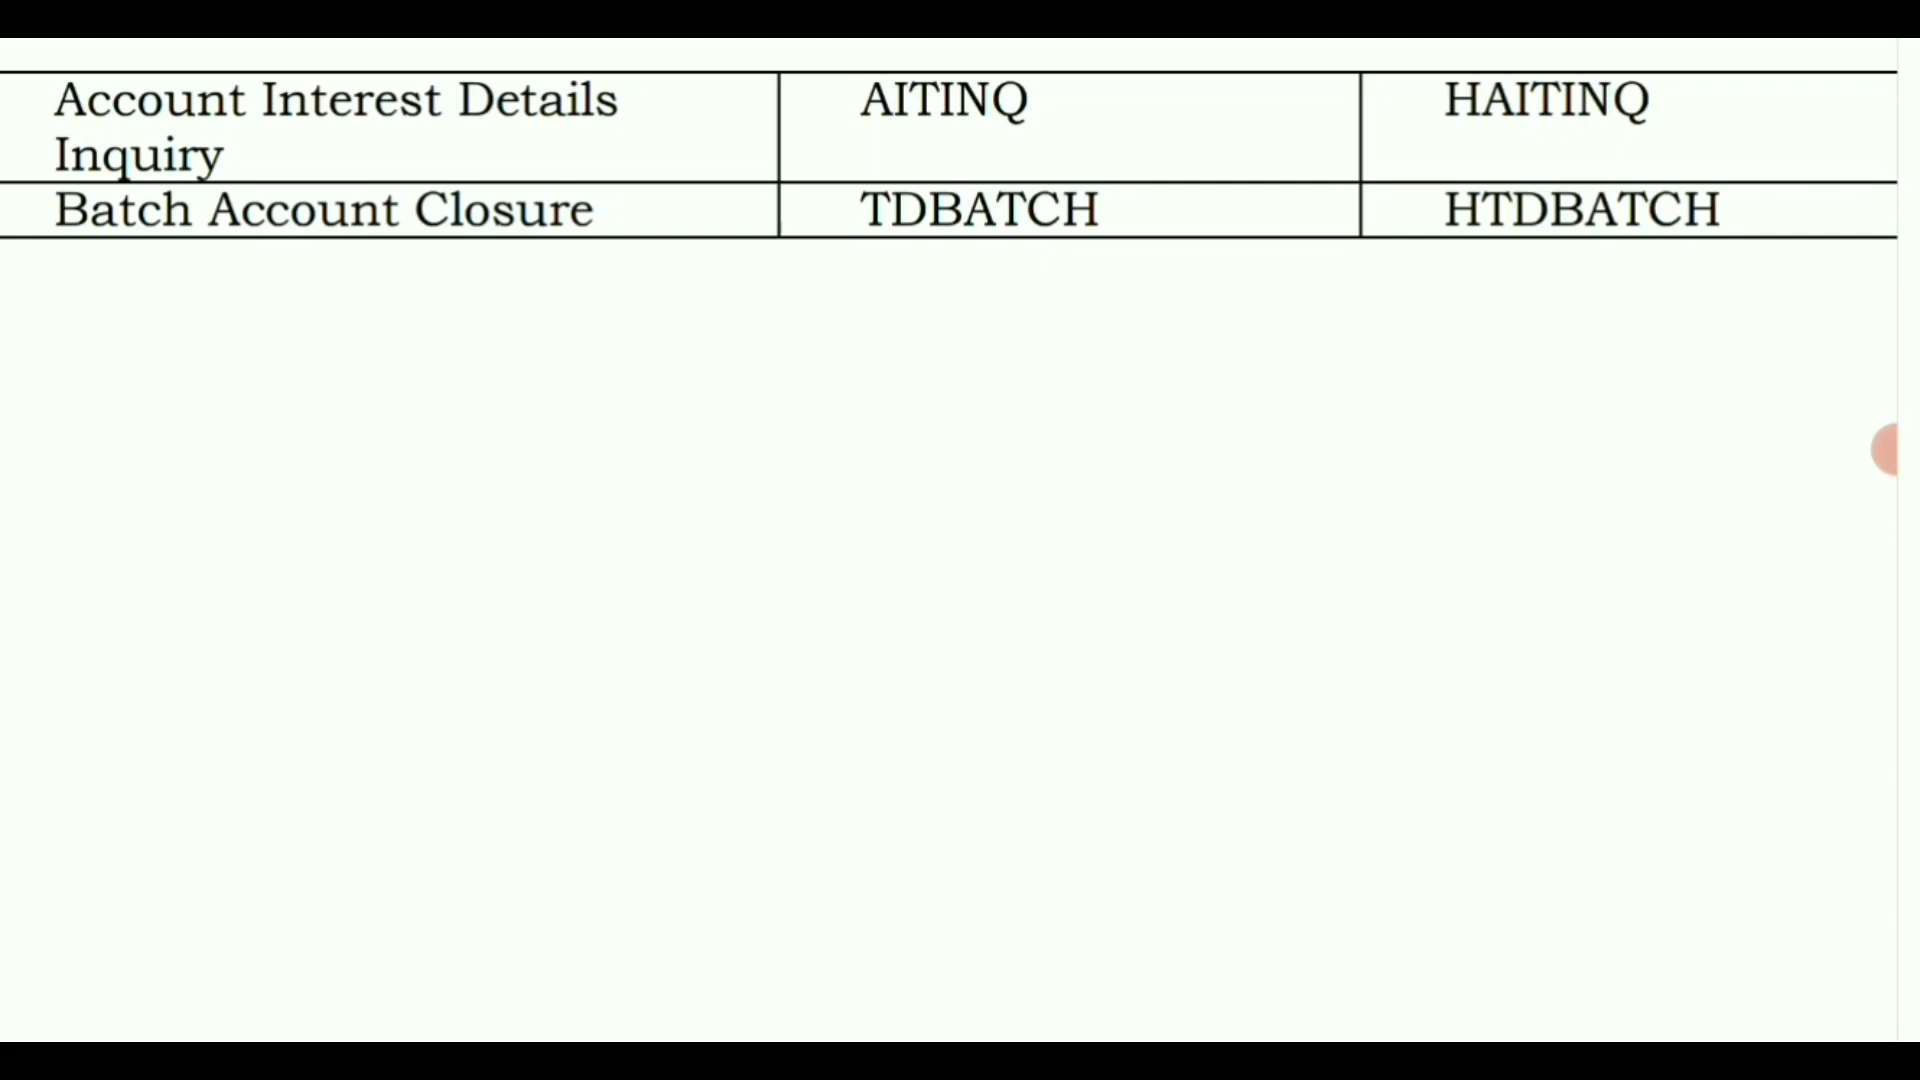 Account Interest Details AITINQ HAITINQ
Inquiry
Batch Account Closure TDBATCH HTDBATCH